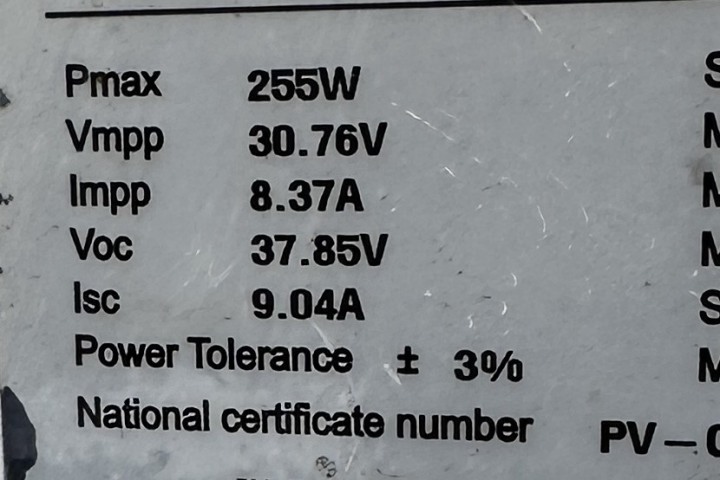 Pmax 255W
Vmpp 30.76V
Impp 8.37A
Voc 37.85V
Isc 9.04A
Power Tolerance ± 3%
National certificate number PV-